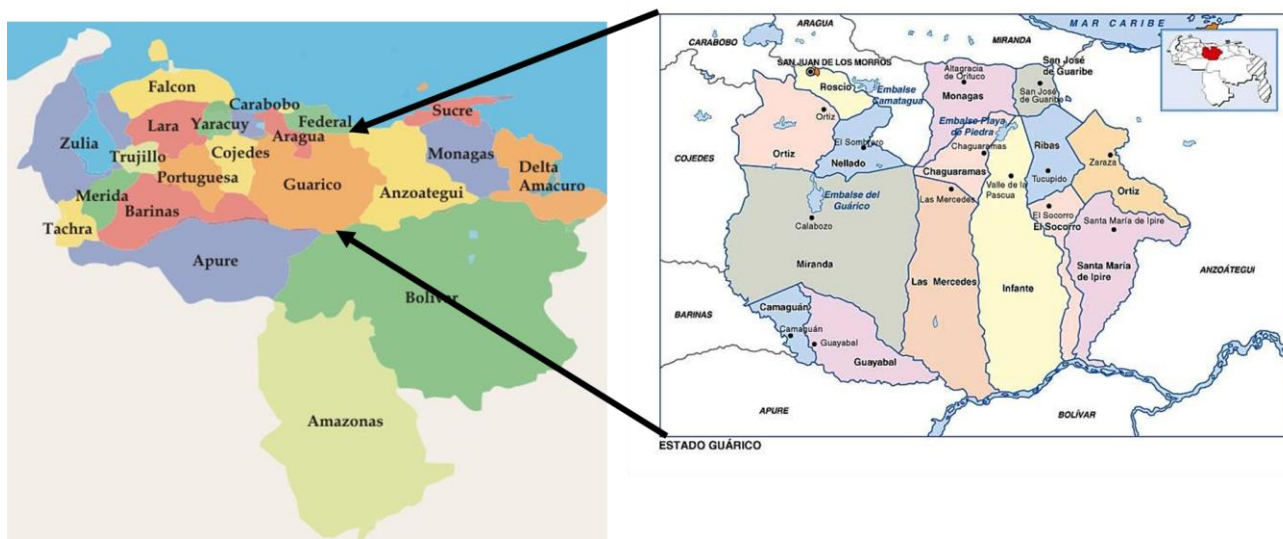 Falcon
Carabobo
Federal
Sucre
Lara
Yaracuy
Aragua
Zulia
Trujillo
Cojedes
Monagas
Delta
Amacuro
Portuguesa
Guarico
Anzoategui
Merida
Barinas
Tachra
Apure
Bolivar
Amazonas
MAR CARIBE
ARAGUA
CARABOBO
MIRANDA
SAN JUAN DE LOS MORROS
San José
de Guaribe
Altagracia
de Orituco
Roscio
Monagas
San José
de Guaribe
Embalse
Camatagua
Ortiz
Embalse Playa
de Piedra
Ribas
El Sombrero
Chaguaramas
Zaraza
COJEDES
Ortiz
Nellado
Chaguaramas
Tucupido
Valle de la
Pascua
Ortiz
Embalse del
Guárico
Las Mercedes
El Socorro
El Socorro
Santa María de Ipire
Calabozo
Miranda
Santa María
de Ipire
ANZOÁTEGUI
Las Mercedes
Infante
BARINAS
Camaguán
Camaguán
Guayabal
Guayabal
APURE
BOLÍVAR
ESTADO GUÁRICO